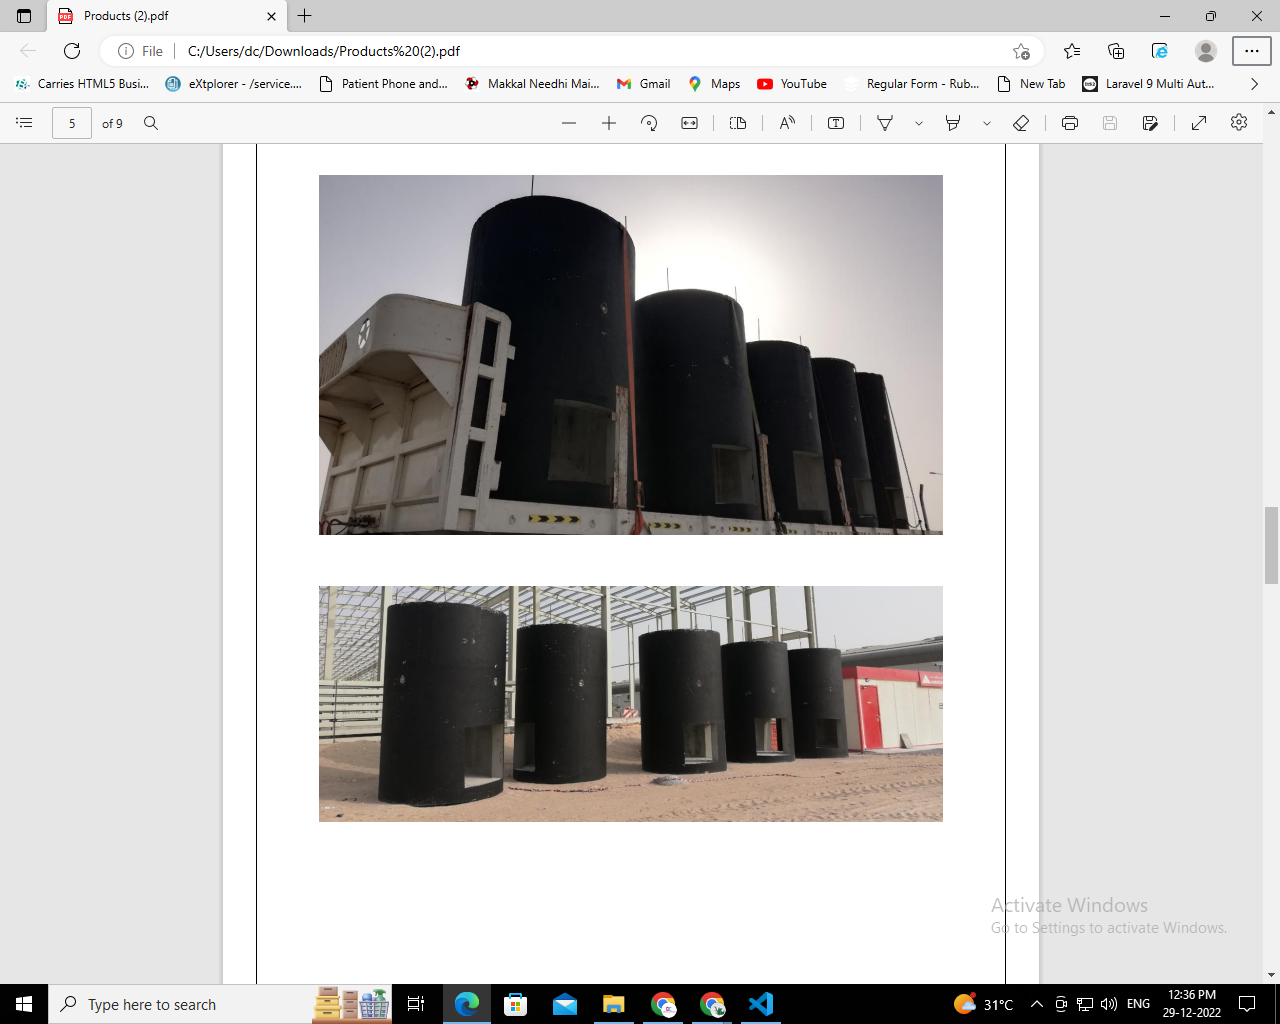 Products (2).pdf
File
C:/Users/dc/Downloads/Products%20(2).pdf
Carries HTML5 Busi...
eXtplorer - /service....
Patient Phone and...
Makkal Needhi Mai...
Gmail
Maps
YouTube
Regular Form - Rub...
New Tab
Laravel 9 Multi Aut...
5 of 9
Activate Windows
Go to Settings to activate Windows.
Type here to search
31°C
ENG
12:36 PM
29-12-2022